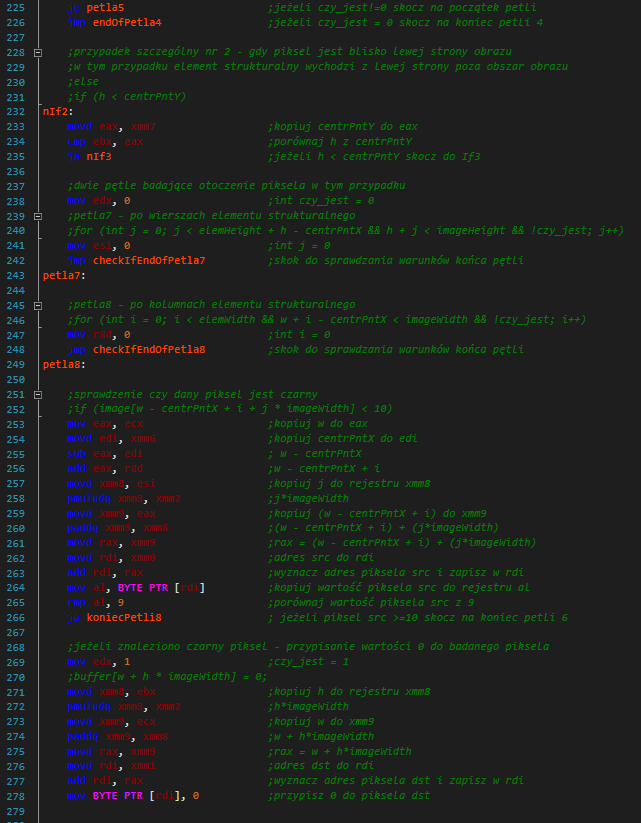 225 je petla5 ;jeżeli czy_jest!=0 skocz na początek petli
226 jmp endOfPetla4 ;jeżeli czy_jest = 0 skocz na koniec petli 4
227
228 ;przypadek szczególny nr 2 - gdy piksel jest blisko lewej strony obrazu
229 ;w tym przypadku element strukturalny wychodzi z lewej strony poza obszar obrazu
230 ;else
231 ;if (h < centrPntY)
232 nIf2:
233 movd eax, xmm7 ;kopiuj centrPntY do eax
234 cmp ebx, eax ;porównaj h z centrPntY
235 ja nIf3 ;jeżeli h < centrPntY skocz do If3
236
237 ;dwie pętle badające otoczenie piksela w tym przypadku
238 mov edx, 0 ;int czy_jest = 0
239 ;petla7 - po wierszach elementu strukturalnego
240 ;for (int j = 0; j < elemHeight + h - centrPntX && h + j < imageHeight && !czy_jest; j++)
241 mov esi, 0 ;int j = 0
242 jmp checkIfEndOfPetla7 ;skok do sprawdzania warunków końca pętli
243 petla7:
244
245 ;petla8 - po kolumnach elementu strukturalnego
246 ;for (int i = 0; i < elemWidth && w + i - centrPntX < imageWidth && !czy_jest; i++)
247 mov r8d, 0 ;int i = 0
248 jmp checkIfEndOfPetla8 ;skok do sprawdzania warunków końca pętli
249 petla8:
250
251 ;sprawdzenie czy dany piksel jest czarny
252 ;if (image[w - centrPntX + i + j * imageWidth] < 10)
253 mov eax, ecx ;kopiuj w do eax
254 movd edi, xmm6 ;kopiuj centrPntX do edi
255 sub eax, edi ; w - centrPntX
256 add eax, r8d ;w - centrPntX + i
257 movd xmm8, esi ;kopiuj j do rejestru xmm8
258 pmuludq xmm8, xmm2 ;j*imageWidth
259 movd xmm9, eax ;kopiuj (w - centrPntX + i) do xmm9
260 paddq xmm9, xmm8 ;(w - centrPntX + i) + (j*imageWidth)
261 movd rax, xmm9 ;rax = (w - centrPntX + i) + (j*imageWidth)
262 movd rdi, xmm0 ;adres src do rdi
263 add rdi, rax ;wyznacz adres piksela src i zapisz w rdi
264 mov al, BYTE PTR [rdi] ;kopiuj wartość piksela src do rejestru al
265 cmp al, 9 ;porównaj wartość piksela src z 9
266 ja koniecPetli8 ; jeżeli piksel src >=10 skocz na koniec petli 6
267
268 ;jeżeli znaleziono czarny piksel - przypisanie wartości 0 do badanego piksela
269 mov edx, 1 ;czy_jest = 1
270 ;buffer[w + h * imageWidth] = 0;
271 movd xmm8, ebx ;kopiuj h do rejestru xmm8
272 pmuludq xmm8, xmm2 ;h*imageWidth
273 movd xmm9, ecx ;kopiuj w do xmm9
274 paddq xmm9, xmm8 ;w + h*imageWidth
275 movd rax, xmm9 ;rax = w + h*imageWidth
276 movd rdi, xmm1 ;adres dst do rdi
277 add rdi, rax ;wyznacz adres piksela dst i zapisz w rdi
278 mov BYTE PTR [rdi], 0 ;przypisz 0 do piksela dst
279